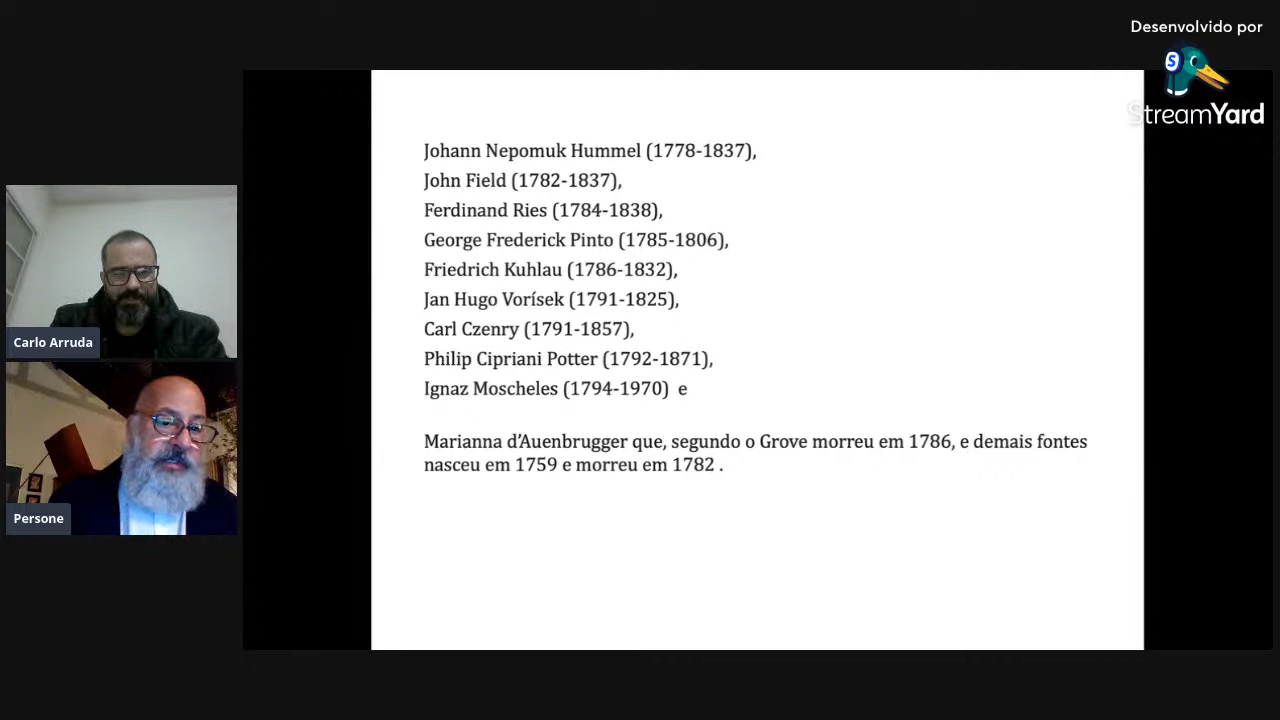 Desenvolvido por
StreamYard
Johann Nepomuk Hummel (1778-1837),
John Field (1782-1837),
Ferdinand Ries (1784-1838),
George Frederick Pinto (1785-1806),
Friedrich Kuhlau (1786-1832),
Jan Hugo Vorísek (1791-1825),
Carl Czenry (1791-1857),
Philip Cipriani Potter (1792-1871),
Ignaz Moscheles (1794-1970) e
Marianna d'Auenbrugger que, segundo o Grove morreu em 1786, e demais fontes
nasceu em 1759 e morreu em 1782 .
Carlo Arruda
Persone